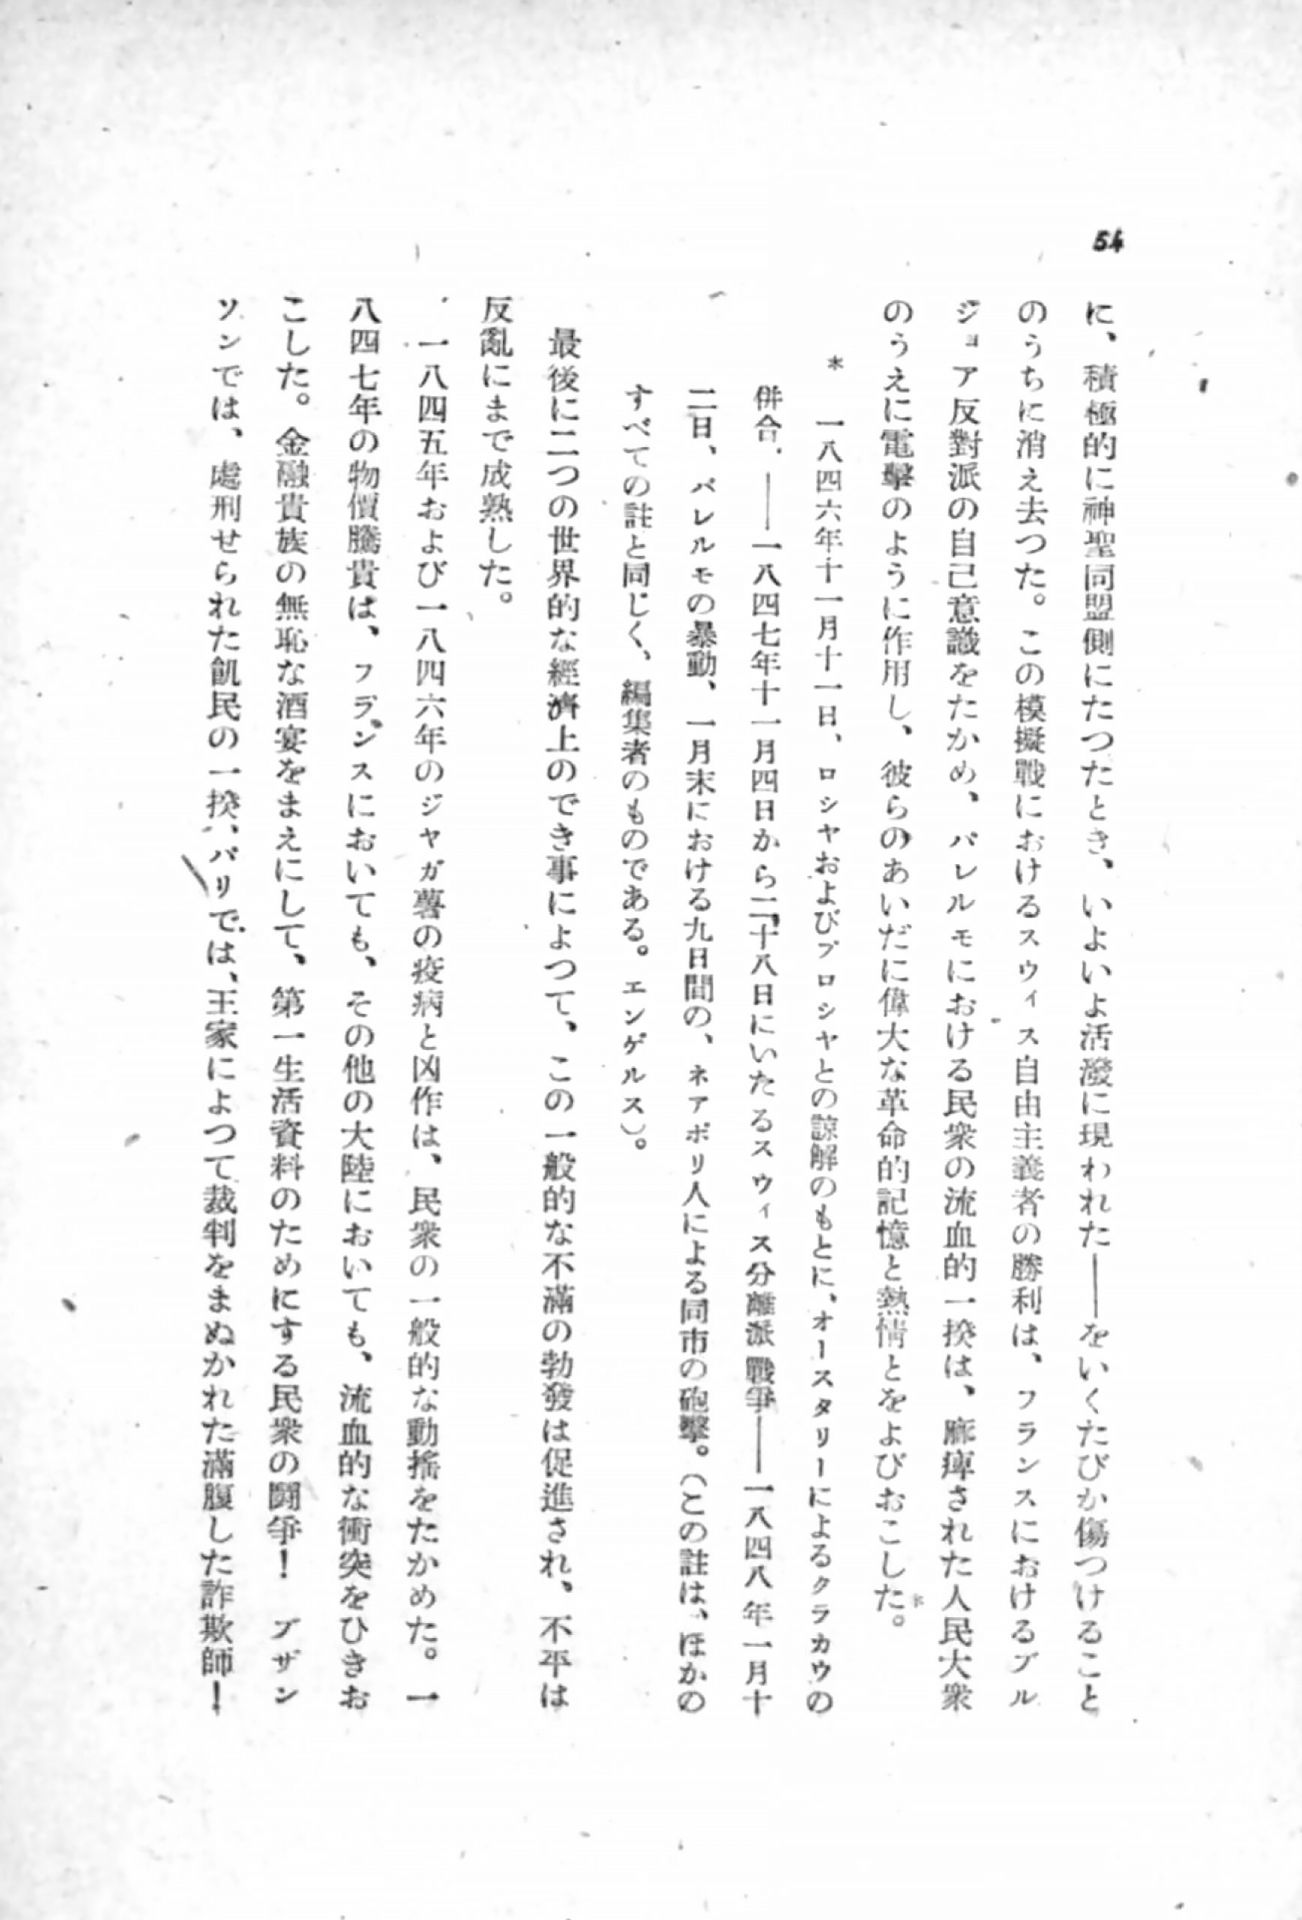 54
に、積極的に神聖同盟側にたつたとき、いよいよ活潑に現われた――をいくたびか傷つけること
のうちに消え去つた。この模擬戰におけるスウィス自由主義者の勝利は、フランスにおけるブル
ジョア反對派の自己意識をたかめ、パレルモにおける民衆の流血的一揆は、麻痺された人民大衆
のうえに電擊のように作用し、彼らのあいだに偉大な革命的記憶と熱情とをよびおこした。*
* 一八四六年十一月十一日、ロシヤおよびプロシヤとの諒解のもとに、オースタリーによるクラカウの
併合。――一八四七年十一月四日から二十八日にいたるスウィス分離派戰爭――一八四八年一月十
二日、パレルモの暴動、一月末における九日間の、ネアポリ人による同市の砲擊。(この註は、ほかの
すべての註と同じく、編集者のものである。エンゲルス)。
最後に二つの世界的な經濟上のでき事によつて、この一般的な不滿の勃發は促進され、不平は
反亂にまで成熟した。
一八四五年および一八四六年のジヤガ薯の疫病と凶作は、民衆の一般的な動搖をたかめた。一
八四七年の物價騰貴は、フランスにおいても、その他の大陸においても、流血的な衝突をひきお
こした。金融貴族の無恥な酒宴をまえにして、第一生活資料のためにする民衆の鬪爭！　ブザン
ソンでは、處刑せられた飢民の一揆、パリでは、王家によつて裁判をまぬかれた滿腹した詐欺師！